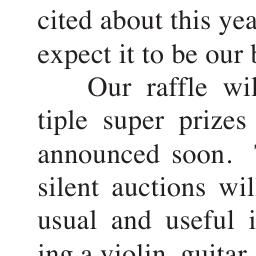 cited about this yea
expect it to be our b
Our raffle wil
tiple super prizes
announced soon.
silent auctions wil
usual and useful i
ing a violin, guitar